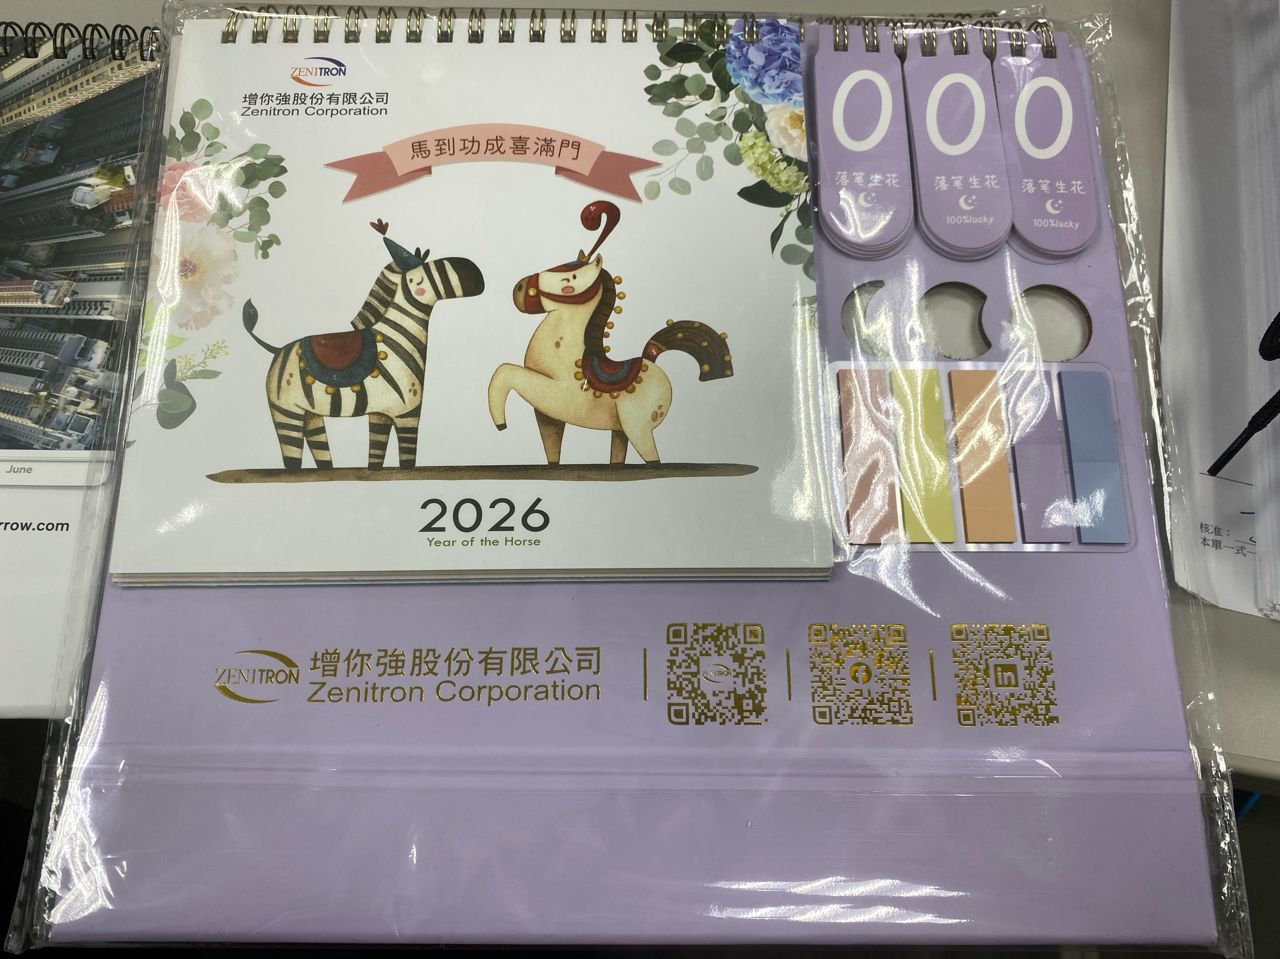 ZENITRON
增你強股份有限公司
Zenitron Corporation
馬到功成喜滿門
2026
Year of the Horse
0
落笔生花
0
落笔生花
100%lucky
0
落笔生花
100%lucky
ZENITRON
增你強股份有限公司
Zenitron Corporation
in
June
rrow.com
核准：
本單一式一